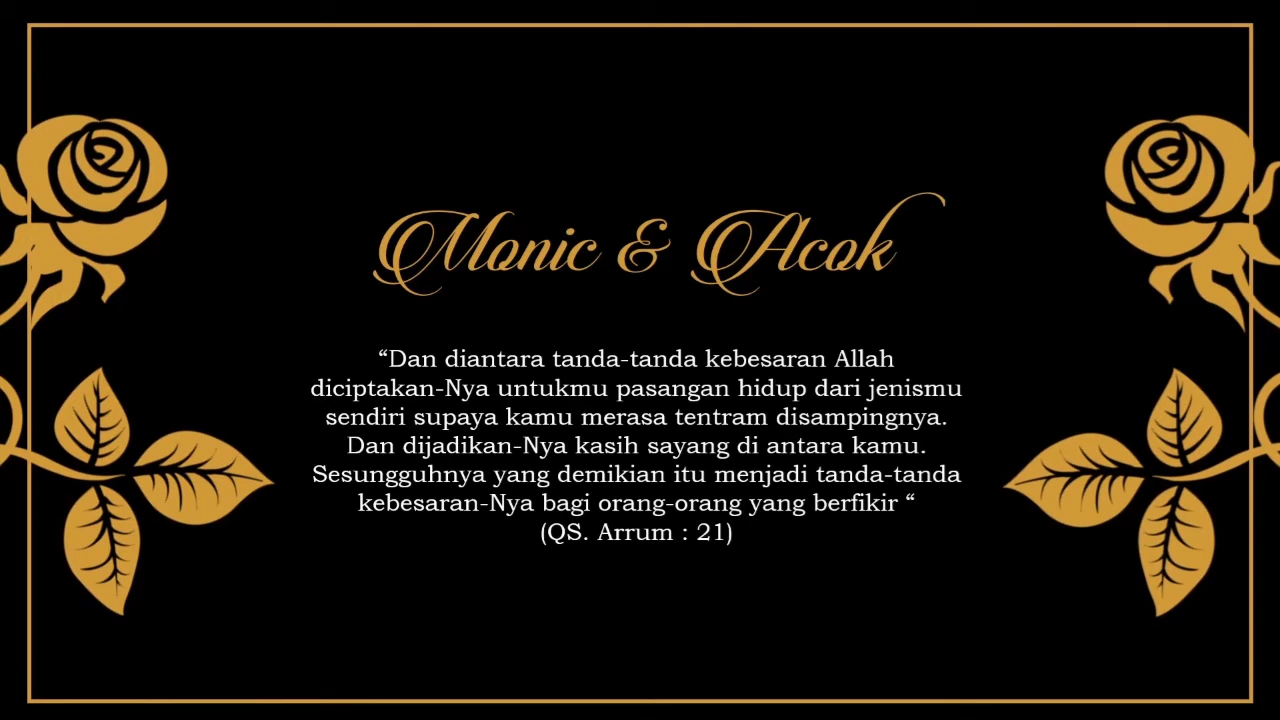 Monic & Acok
“Dan diantara tanda-tanda kebesaran Allah
diciptakan-Nya untukmu pasangan hidup dari jenismu
sendiri supaya kamu merasa tentram disampingnya.
Dan dijadikan-Nya kasih sayang di antara kamu.
Sesungguhnya yang demikian itu menjadi tanda-tanda
kebesaran-Nya bagi orang-orang yang berfikir “
(QS. Arrum : 21)